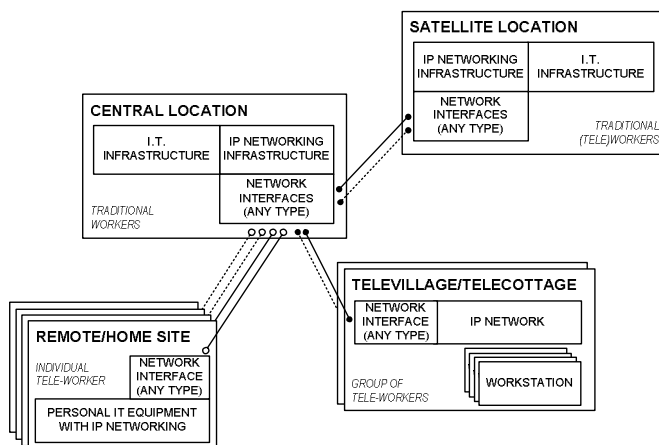 SATELLITE LOCATION
IP NETWORKING
INFRASTRUCTURE
I.T.
INFRASTRUCTURE
NETWORK
INTERFACES
(ANY TYPE)
TRADITIONAL
(TELE)WORKERS
CENTRAL LOCATION
I.T.
INFRASTRUCTURE
IP NETWORKING
INFRASTRUCTURE
NETWORK
INTERFACES
(ANY TYPE)
TRADITIONAL
WORKERS
TELEVILLAGE/TELECOTTAGE
NETWORK
INTERFACE
(ANY TYPE)
IP NETWORK
WORKSTATION
GROUP OF
TELE-WORKERS
REMOTE/HOME SITE
INDIVIDUAL
TELE-WORKER
NETWORK
INTERFACE
(ANY TYPE)
PERSONAL IT EQUIPMENT
WITH IP NETWORKING